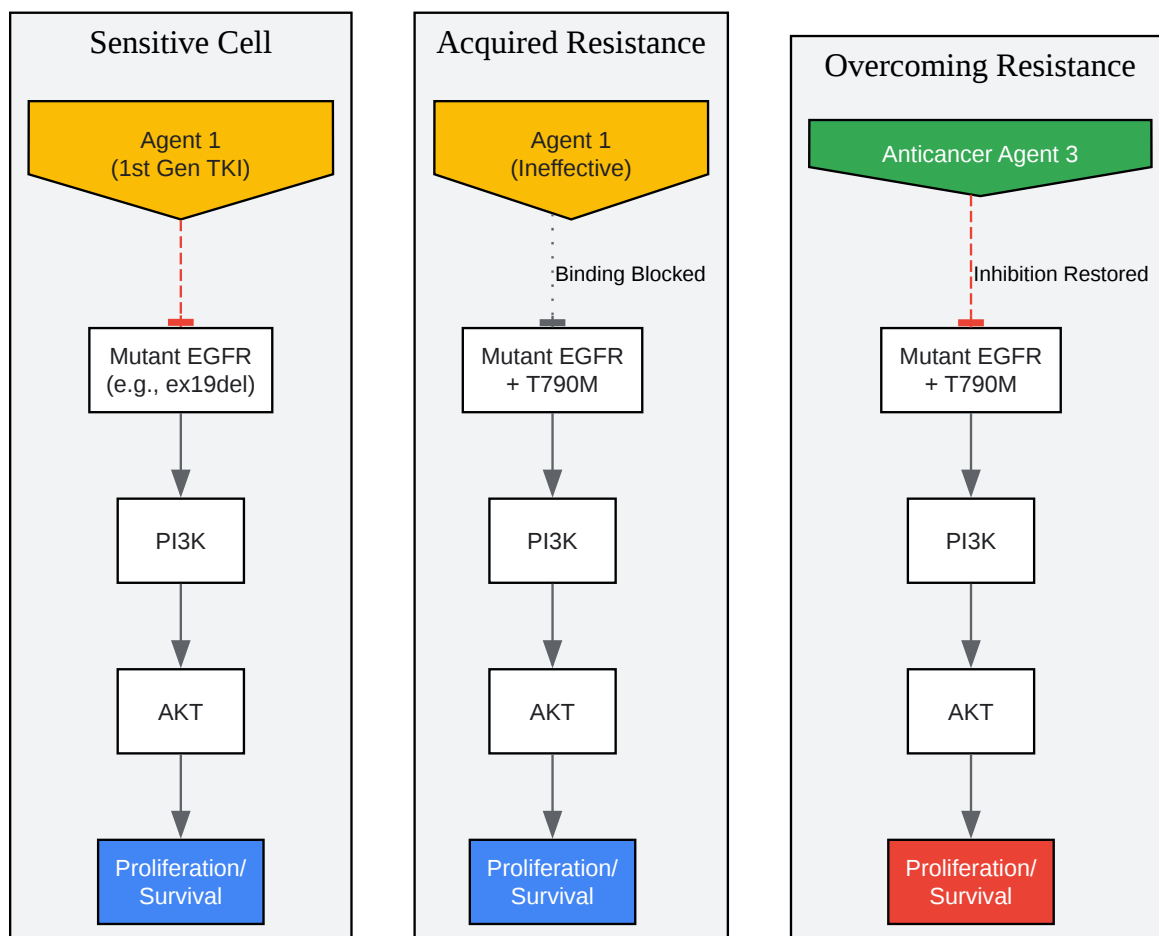 Sensitive Cell
Agent 1
(1st Gen TKI)
Mutant EGFR
(e.g., ex19del)
PI3K
AKT
Proliferation/
Survival
Acquired Resistance
Agent 1
(Ineffective)
Binding Blocked
Mutant EGFR
+ T790M
PI3K
AKT
Proliferation/
Survival
Overcoming Resistance
Anticancer Agent 3
Inhibition Restored
Mutant EGFR
+ T790M
PI3K
AKT
Proliferation/
Survival